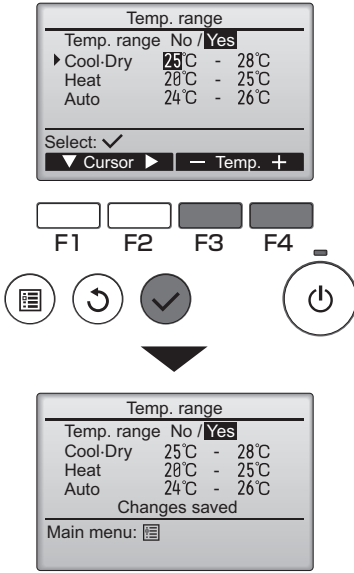 Temp. range
Temp. range No / Yes
Cool·Dry 25°C - 28°C
Heat 20°C - 25°C
Auto 24°C - 26°C
Select: ✓
▼ Cursor ▶ — Temp. +
F1 F2 F3 F4
Temp. range
Temp. range No / Yes
Cool·Dry 25°C - 28°C
Heat 20°C - 25°C
Auto 24°C - 26°C
Changes saved
Main menu: